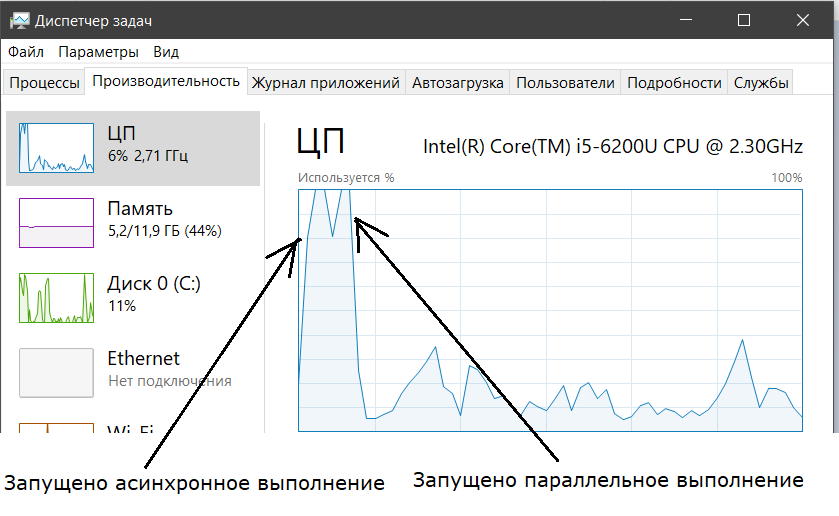 Диспетчер задач
Файл Параметры Вид
Процессы Производительность Журнал приложений Автозагрузка Пользователи Подробности Службы
ЦП
6% 2,71 ГГц
Память
5,2/11,9 ГБ (44%)
Диск 0 (C:)
11%
Ethernet
Нет подключения
Wi-Fi
ЦП Intel(R) Core(TM) i5-6200U CPU @ 2.30GHz
Используется % 100%
Запущено асинхронное выполнение
Запущено параллельное выполнение